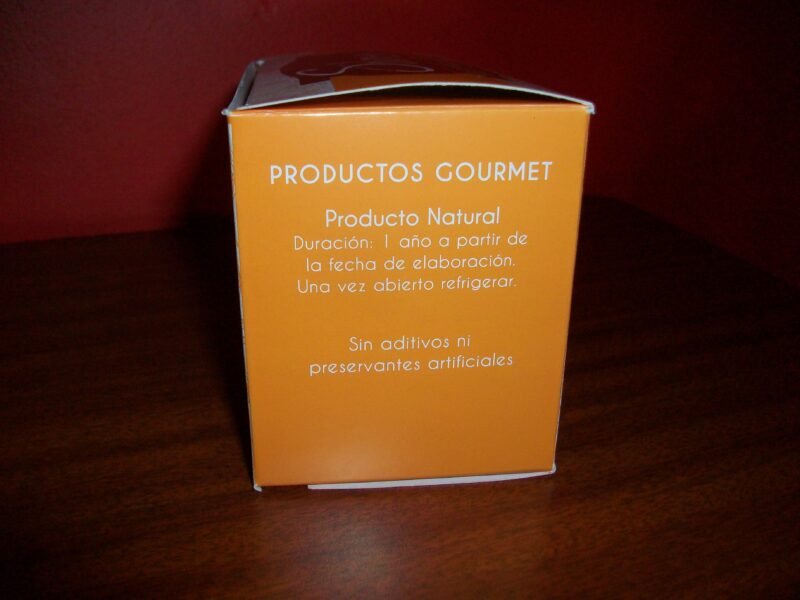 PRODUCTOS GOURMET
Producto Natural
Duración: 1 año a partir de
la fecha de elaboración.
Una vez abierto refrigerar.
Sin aditivos ni
preservantes artificiales